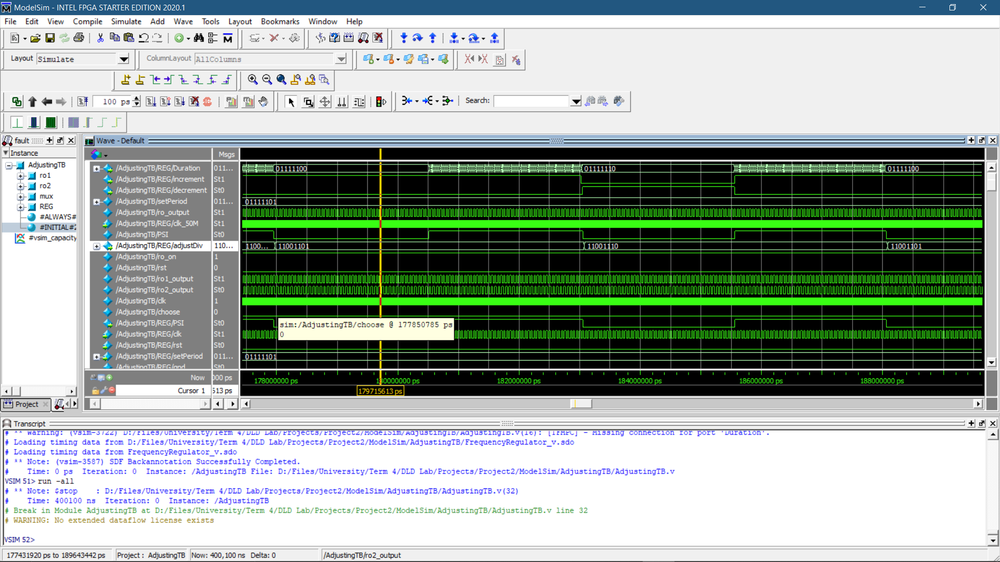 ModelSim - INTEL FPGA STARTER EDITION 2020.1
File Edit View Compile Simulate Add Wave Tools Layout Bookmarks Window Help
Layout Simulate ColumnLayout AllColumns
100 ps Search:
fault Wave - Default
Instance Msgs
AdjustingTB
ro1
ro2
mux
REG
#ALWAYS#
#INITIAL#2
#vsim_capacity
/AdjustingTB/REG/Duration 011... 01111100 01111110 01111100
/AdjustingTB/REG/increment St1
/AdjustingTB/REG/decrement St0
/AdjustingTB/setPeriod 011... 01111101
/AdjustingTB/ro_output St1
/AdjustingTB/REG/clk_50M St1
/AdjustingTB/PSI St0
/AdjustingTB/REG/adjustDiv 110... 1100... 11001101 11001110 11001101
/AdjustingTB/ro_on 1
/AdjustingTB/rst 0
/AdjustingTB/ro1_output St1
/AdjustingTB/ro2_output St0
/AdjustingTB/clk 1
/AdjustingTB/choose 0
/AdjustingTB/REG/PSI St0
sim:/AdjustingTB/choose @ 177850785 ps
0
/AdjustingTB/REG/clk St1
/AdjustingTB/REG/rst St0
/AdjustingTB/REG/setPeriod 011... 01111101
/AdjustingTB/REG/gnd St0
Now 000 ps 178000000 ps 180000000 ps 182000000 ps 184000000 ps 186000000 ps 188000000 ps
Cursor 1 513 ps 179715613 ps
Project
Transcript
# ** Warning: (vsim-3722) D:/Files/University/Term 4/DLD Lab/Projects/Project2/ModelSim/AdjustingTB/AdjustingTB.v(16): [TFMPC] - Missing connection for port 'Duration'.
# Loading timing data from D:/Files/University/Term 4/DLD Lab/Projects/Project2/ModelSim/AdjustingTB/FrequencyRegulator_v.sdo
# Loading timing data from FrequencyRegulator_v.sdo
# ** Note: (vsim-3587) SDF Backannotation Successfully Completed.
#    Time: 0 ps  Iteration: 0  Instance: /AdjustingTB File: D:/Files/University/Term 4/DLD Lab/Projects/Project2/ModelSim/AdjustingTB/AdjustingTB.v
VSIM 51> run -all
# ** Note: $stop    : D:/Files/University/Term 4/DLD Lab/Projects/Project2/ModelSim/AdjustingTB/AdjustingTB.v(32)
#    Time: 400100 ns  Iteration: 0  Instance: /AdjustingTB
# Break in Module AdjustingTB at D:/Files/University/Term 4/DLD Lab/Projects/Project2/ModelSim/AdjustingTB/AdjustingTB.v line 32
# WARNING: No extended dataflow license exists
VSIM 52>
177431920 ps to 189643442 ps Project : AdjustingTB Now: 400,100 ns Delta: 0 /AdjustingTB/ro2_output